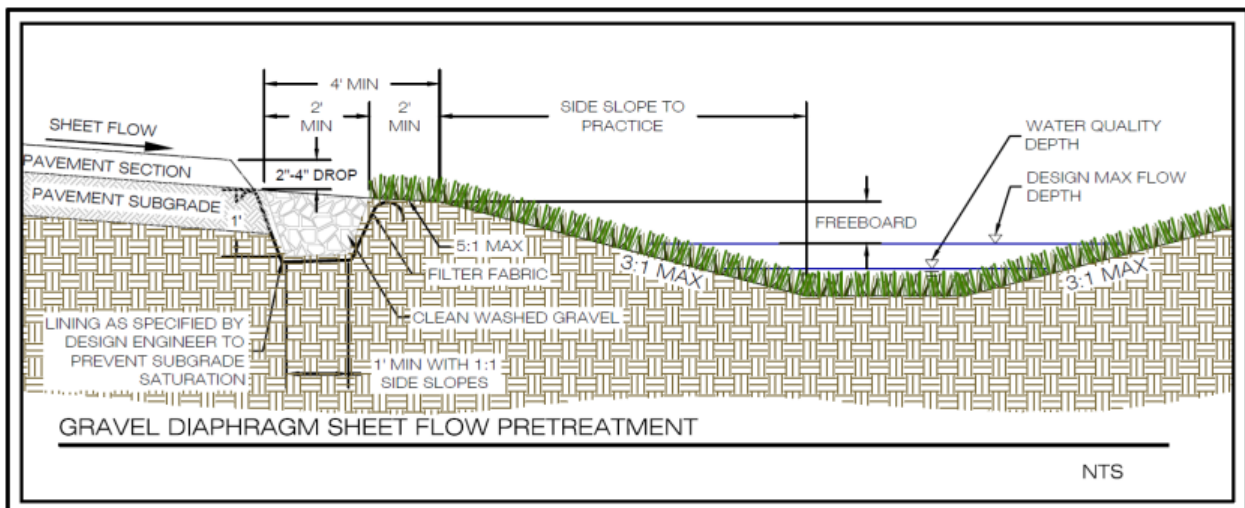 4' MIN
2'
MIN
2'
MIN
SIDE SLOPE TO
PRACTICE
SHEET FLOW
WATER QUALITY
DEPTH
PAVEMENT SECTION
2"-4" DROP
DESIGN MAX FLOW
DEPTH
PAVEMENT SUBGRADE
1'
FREEBOARD
5:1 MAX
3:1 MAX
3:1 MAX
FILTER FABRIC
CLEAN WASHED GRAVEL
LINING AS SPECIFIED BY
DESIGN ENGINEER TO
PREVENT SUBGRADE
SATURATION
1' MIN WITH 1:1
SIDE SLOPES
GRAVEL DIAPHRAGM SHEET FLOW PRETREATMENT
NTS